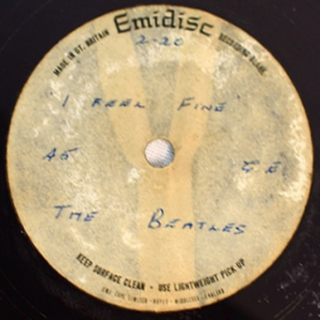 Emidisc
MADE IN GT. BRITAIN
RECORDING BLANK
2-20
'I FEEL FINE'
THE BEATLES
KEEP SURFACE CLEAN • USE LIGHTWEIGHT PICK UP